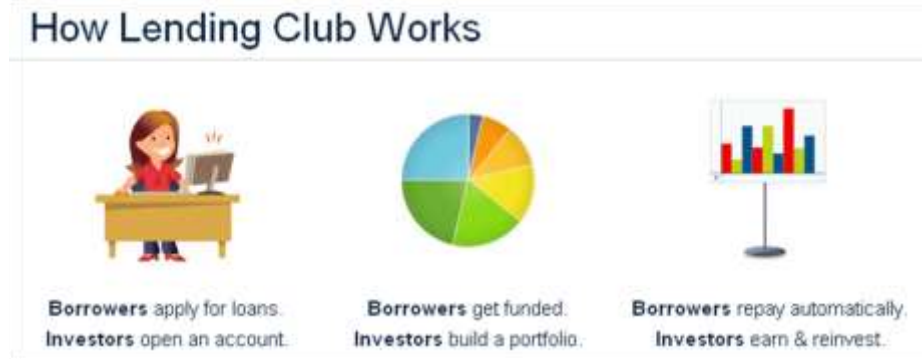 How Lending Club Works
Borrowers apply for loans.
Investors open an account.
Borrowers get funded.
Investors build a portfolio.
Borrowers repay automatically.
Investors earn & reinvest.